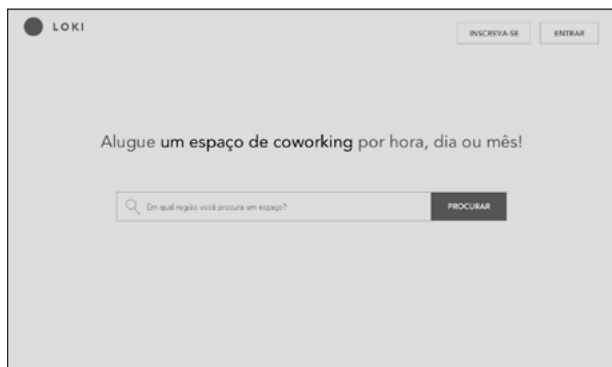 LOKI
INSCREVA-SE
ENTRAR
Alugue um espaço de coworking por hora, dia ou mês!
Em qual região você procura um espaço?
PROCURAR